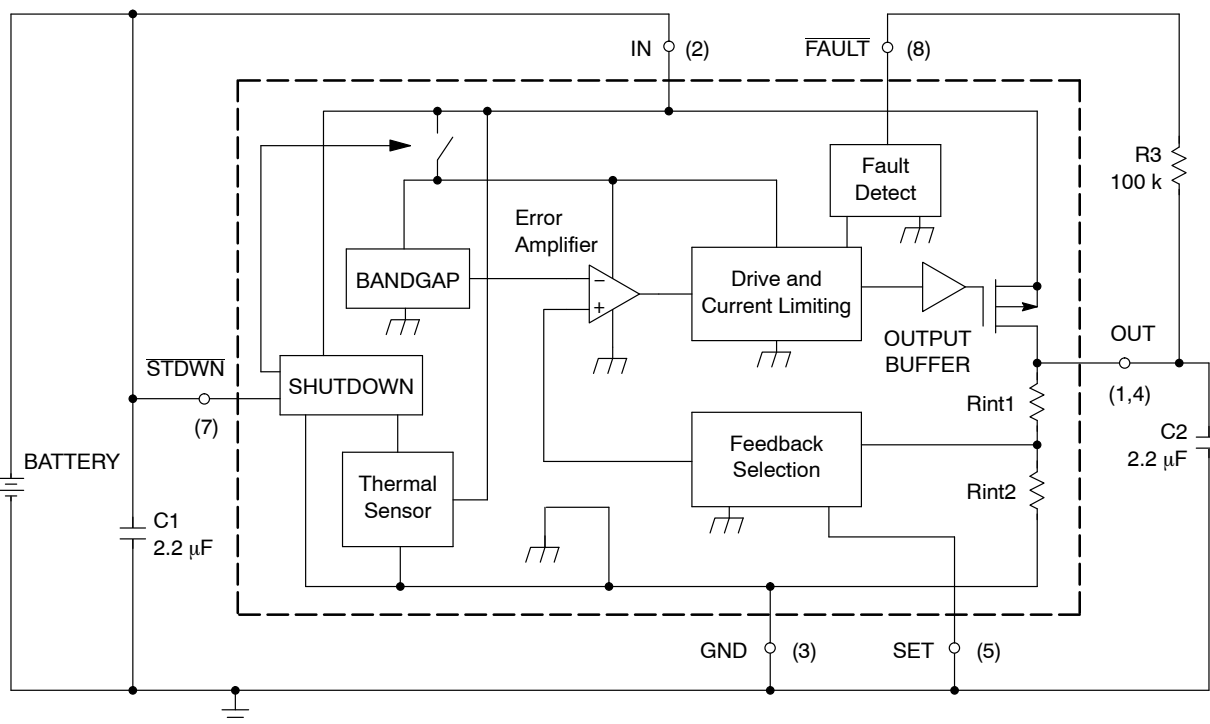 IN (2)
FAULT (8)
R3
100 k
Fault
Detect
Error
Amplifier
BANDGAP
−
+
Drive and
Current Limiting
OUTPUT
BUFFER
OUT
(1,4)
STDWN
(7)
SHUTDOWN
Rint1
C2
2.2 μF
BATTERY
Feedback
Selection
Thermal
Sensor
Rint2
C1
2.2 μF
GND (3)
SET (5)